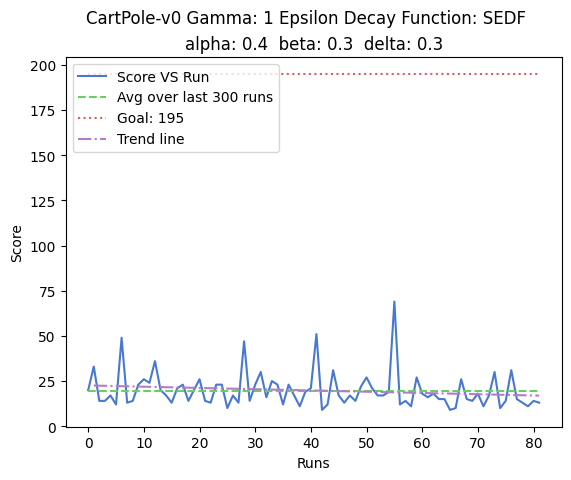 CartPole-v0 Gamma: 1 Epsilon Decay Function: SEDF
alpha: 0.4  beta: 0.3  delta: 0.3
Score VS Run
Avg over last 300 runs
Goal: 195
Trend line
200
175
150
125
100
75
50
25
0
Score
0 10 20 30 40 50 60 70 80
Runs